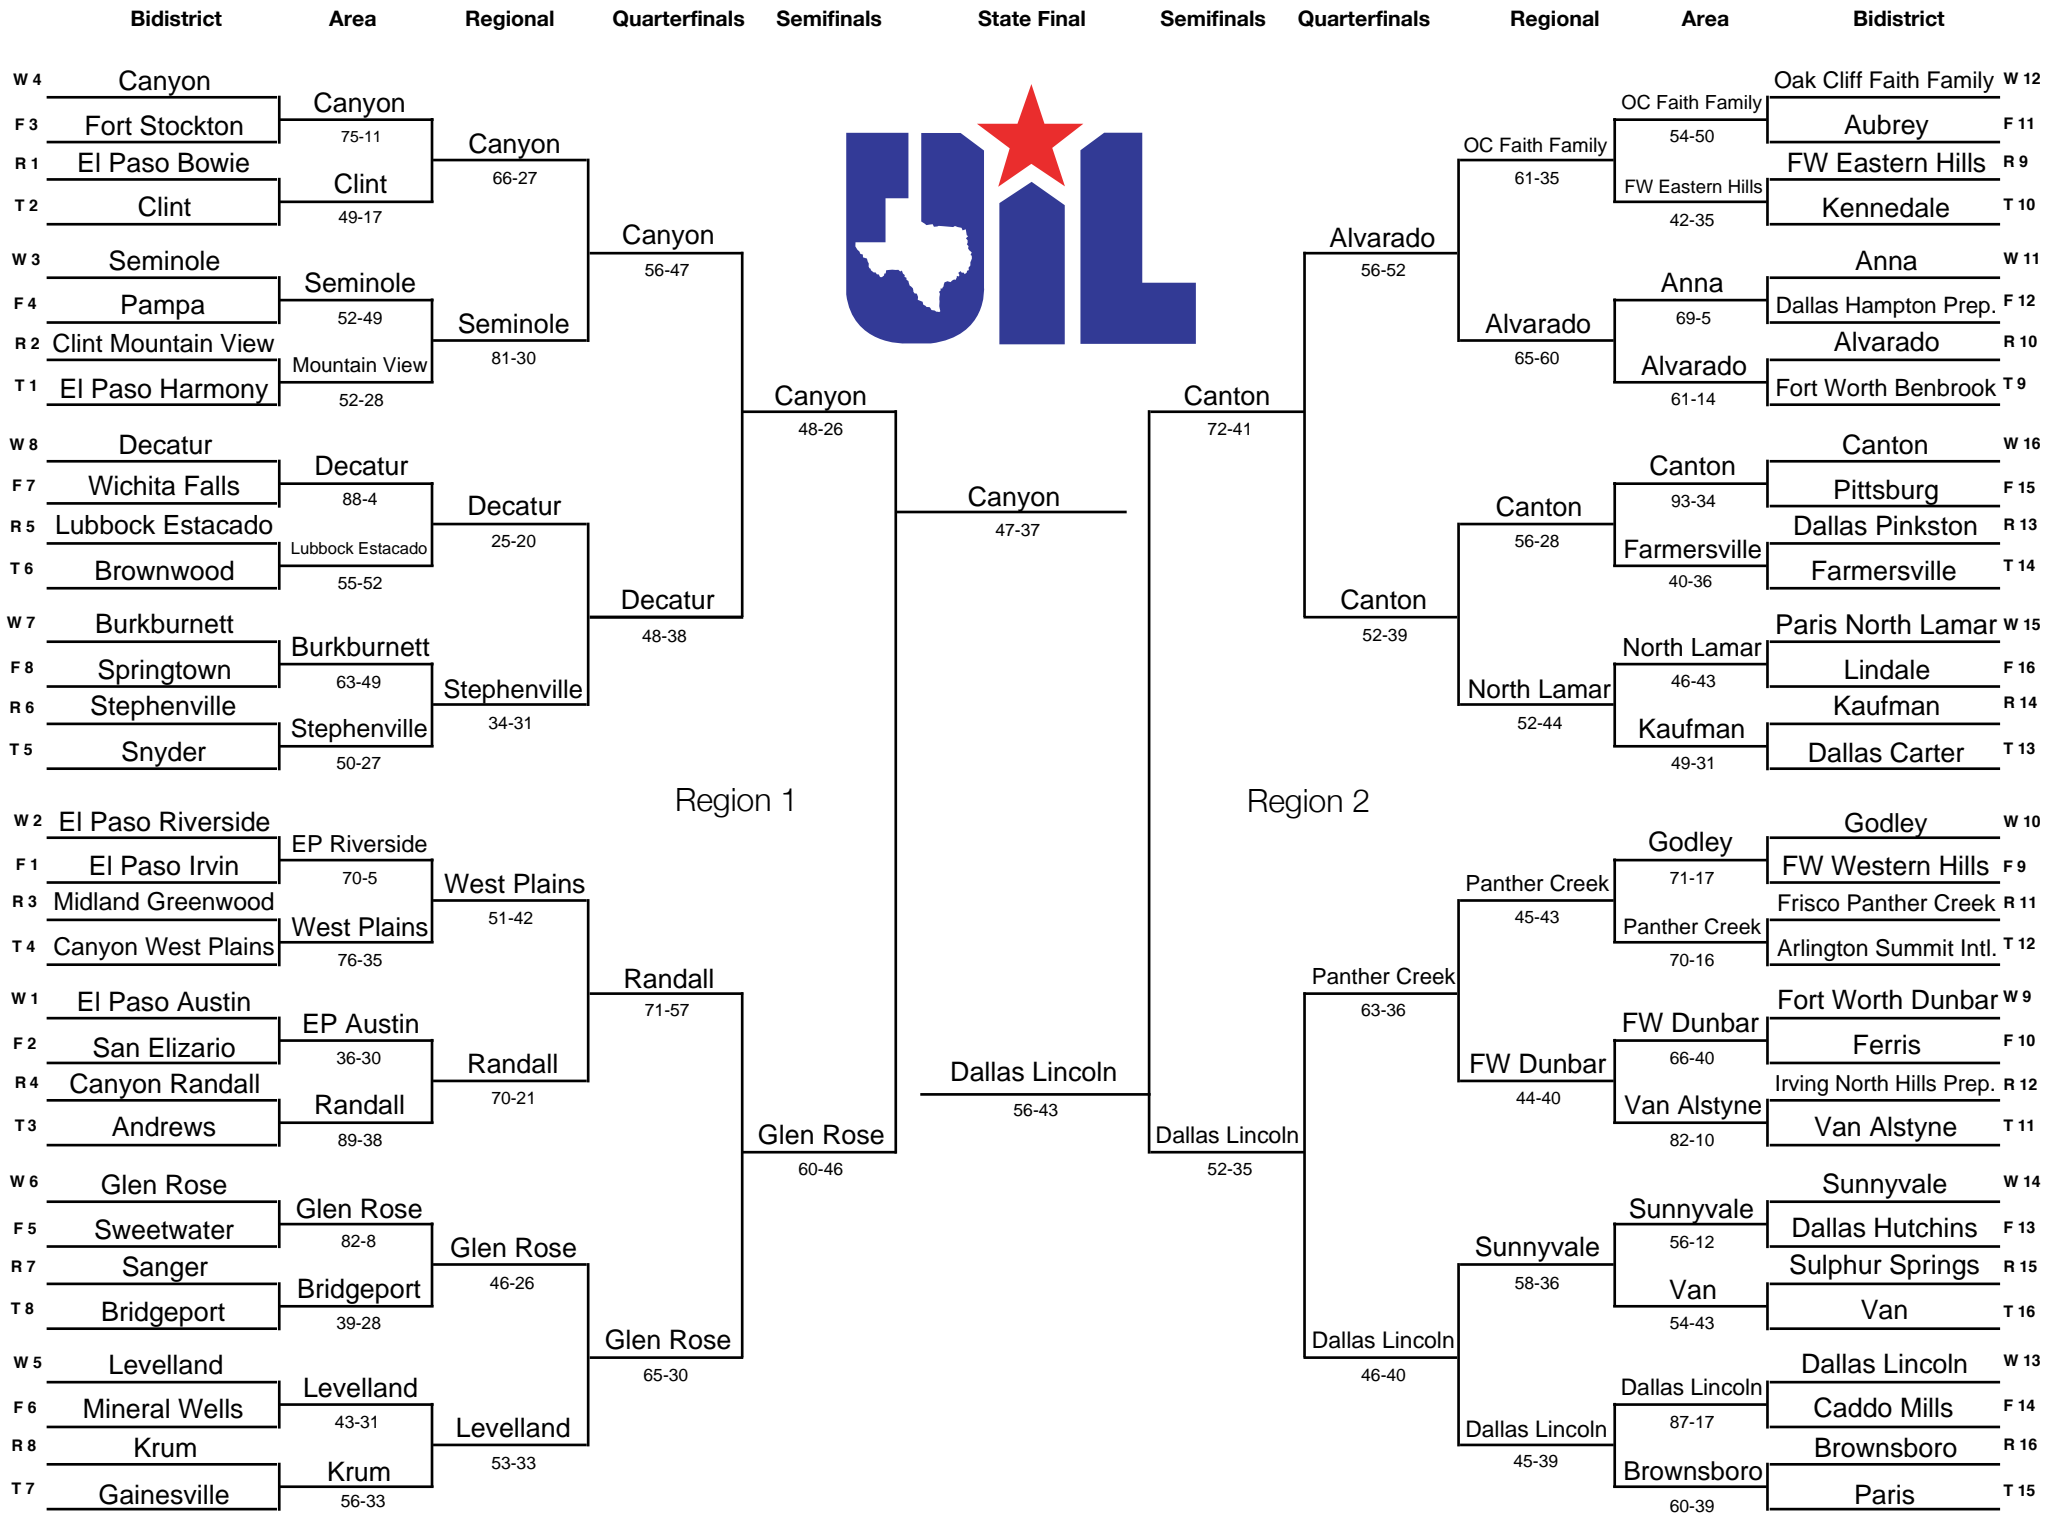 Bidistrict Area Regional Quarterfinals Semifinals State Final Semifinals Quarterfinals Regional Area Bidistrict
W 4 Canyon
Canyon
F 3 Fort Stockton
75-11
Canyon
66-27
R 1 El Paso Bowie
Clint
T 2 Clint
49-17
Canyon
56-47
W 3 Seminole
Seminole
F 4 Pampa
52-49
Seminole
81-30
R 2 Clint Mountain View
Mountain View
T 1 El Paso Harmony
52-28
Canyon
48-26
W 8 Decatur
Decatur
F 7 Wichita Falls
88-4
Decatur
25-20
R 5 Lubbock Estacado
Lubbock Estacado
T 6 Brownwood
55-52
Decatur
48-38
W 7 Burkburnett
Burkburnett
F 8 Springtown
63-49
Stephenville
34-31
R 6 Stephenville
Stephenville
T 5 Snyder
50-27
Region 1
Canyon
47-37
W 2 El Paso Riverside
EP Riverside
F 1 El Paso Irvin
70-5
West Plains
51-42
R 3 Midland Greenwood
West Plains
T 4 Canyon West Plains
76-35
Randall
71-57
W 1 El Paso Austin
EP Austin
F 2 San Elizario
36-30
Randall
70-21
R 4 Canyon Randall
Randall
T 3 Andrews
89-38
Glen Rose
60-46
W 6 Glen Rose
Glen Rose
F 5 Sweetwater
82-8
Glen Rose
46-26
R 7 Sanger
Bridgeport
T 8 Bridgeport
39-28
Glen Rose
65-30
W 5 Levelland
Levelland
F 6 Mineral Wells
43-31
Levelland
53-33
R 8 Krum
Krum
T 7 Gainesville
56-33
UIL
Oak Cliff Faith Family W 12
OC Faith Family
Aubrey F 11
54-50
OC Faith Family
61-35
FW Eastern Hills R 9
FW Eastern Hills
Kennedale T 10
42-35
Alvarado
56-52
Anna W 11
Anna
Dallas Hampton Prep. F 12
69-5
Alvarado
65-60
Alvarado R 10
Alvarado
Fort Worth Benbrook T 9
61-14
Canton
72-41
Canton W 16
Canton
Pittsburg F 15
93-34
Canton
56-28
Dallas Pinkston R 13
Farmersville
Farmersville T 14
40-36
Canton
52-39
Paris North Lamar W 15
North Lamar
Lindale F 16
46-43
North Lamar
52-44
Kaufman R 14
Kaufman
Dallas Carter T 13
49-31
Region 2
Dallas Lincoln
56-43
Godley W 10
Godley
FW Western Hills F 9
71-17
Panther Creek
45-43
Frisco Panther Creek R 11
Panther Creek
Arlington Summit Intl. T 12
70-16
Panther Creek
63-36
Fort Worth Dunbar W 9
FW Dunbar
Ferris F 10
66-40
FW Dunbar
44-40
Irving North Hills Prep. R 12
Van Alstyne
Van Alstyne T 11
82-10
Dallas Lincoln
52-35
Sunnyvale W 14
Sunnyvale
Dallas Hutchins F 13
56-12
Sunnyvale
58-36
Sulphur Springs R 15
Van
Van T 16
54-43
Dallas Lincoln
46-40
Dallas Lincoln W 13
Dallas Lincoln
Caddo Mills F 14
87-17
Dallas Lincoln
45-39
Brownsboro R 16
Brownsboro
Paris T 15
60-39